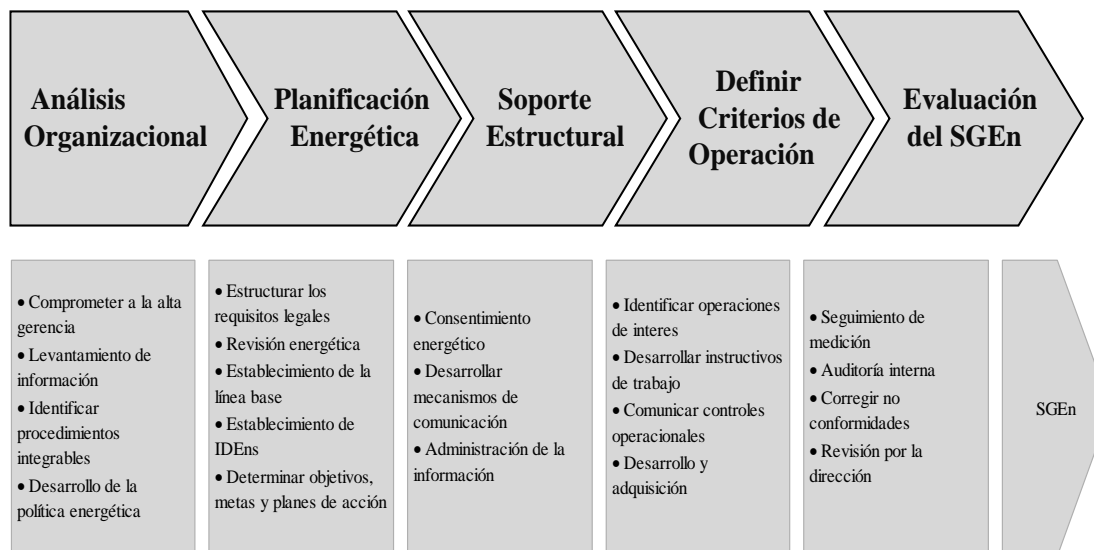 Análisis
Organizacional
Planificación
Energética
Soporte
Estructural
Definir
Criterios de
Operación
Evaluación
del SGEn
• Comprometer a la alta
gerencia
• Levantamiento de
información
• Identificar
procedimientos
integrables
• Desarrollo de la
política energética
• Estructurar los
requisitos legales
• Revisión energética
• Establecimiento de la
línea base
• Establecimiento de
IDEns
• Determinar objetivos,
metas y planes de acción
• Consentimiento
energético
• Desarrollar
mecanismos de
comunicación
• Administración de la
información
• Identificar operaciones
de interes
• Desarrollar instructivos
de trabajo
• Comunicar controles
operacionales
• Desarrollo y
adquisición
• Seguimiento de
medición
• Auditoría interna
• Corregir no
conformidades
• Revisión por la
dirección
SGEn